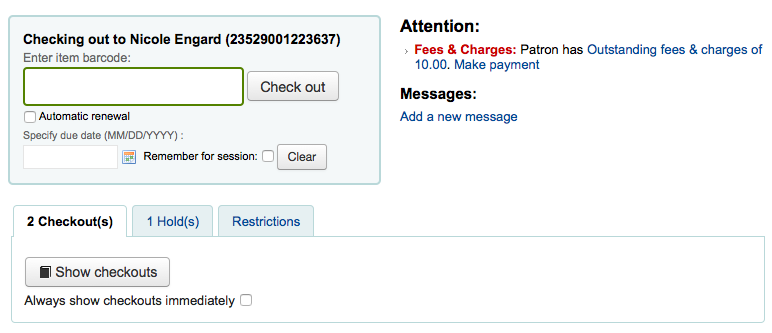 Checking out to Nicole Engard (23529001223637)
Enter item barcode:
Check out
Automatic renewal
Specify due date (MM/DD/YYYY) :
Remember for session:
Clear
Attention:
Fees & Charges: Patron has Outstanding fees & charges of
10.00. Make payment
Messages:
Add a new message
2 Checkout(s)
1 Hold(s)
Restrictions
Show checkouts
Always show checkouts immediately